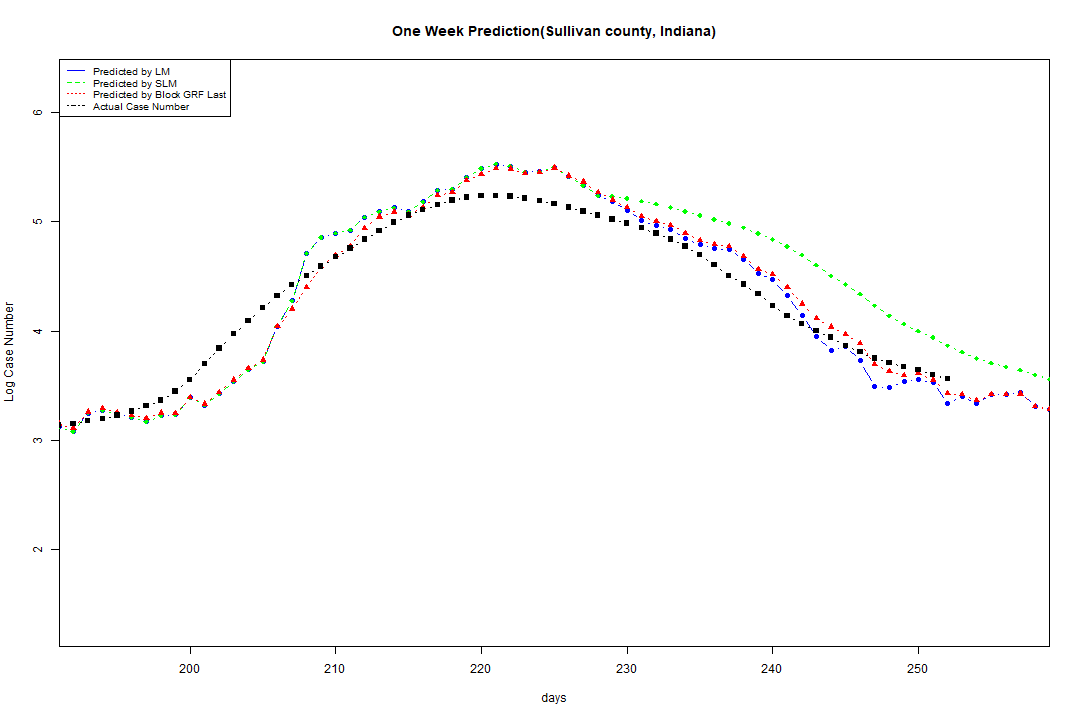 One Week Prediction(Sullivan county, Indiana)
Predicted by LM
Predicted by SLM
Predicted by Block GRF Last
Actual Case Number
6
5
4
3
2
Log Case Number
200
210
220
230
240
250
days